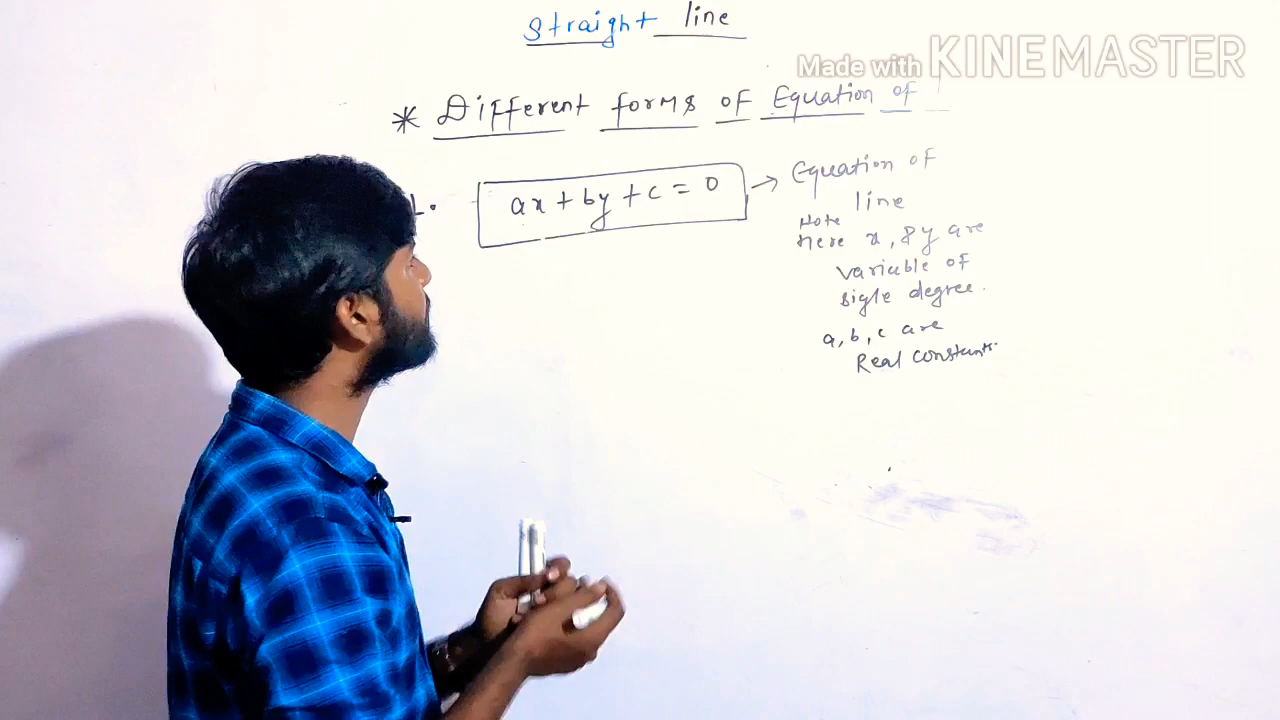 Straight line
Made with KINEMASTER
* Different forms of Equation of
1. ax + by + c = 0 → Equation of
line
Note
Here x, & y are
variable of
sigle degree.
a, b, c are
Real constants.